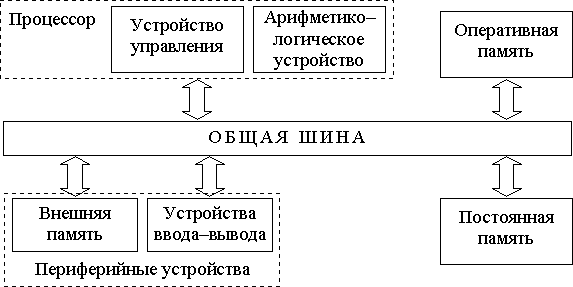 Процессор
Устройство
управления
Арифметико–
логическое
устройство
Оперативная
память
ОБЩАЯ ШИНА
Внешняя
память
Устройства
ввода–вывода
Периферийные устройства
Постоянная
память